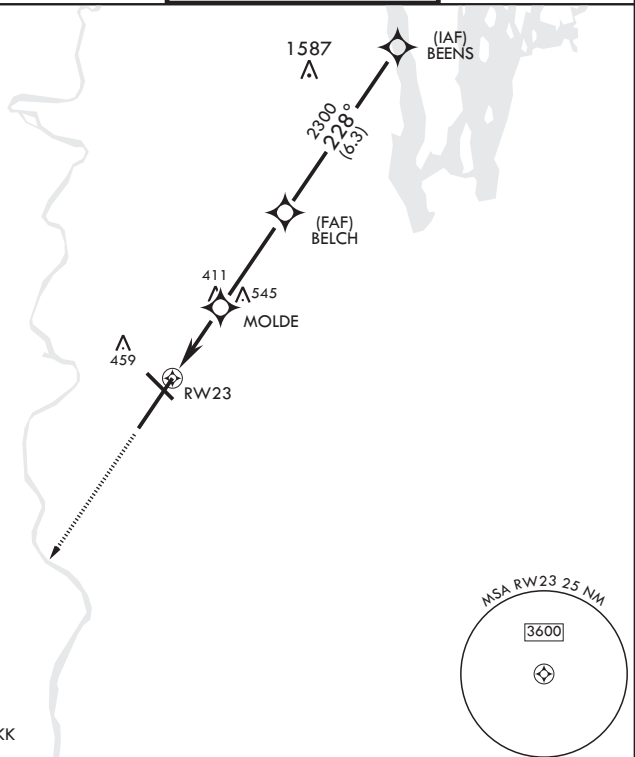 1587
(IAF)
BEENS
2300
228°
(6.3)
(FAF)
BELCH
411
545
MOLDE
459
RW23
MSA RW23 25 NM
3600
KK